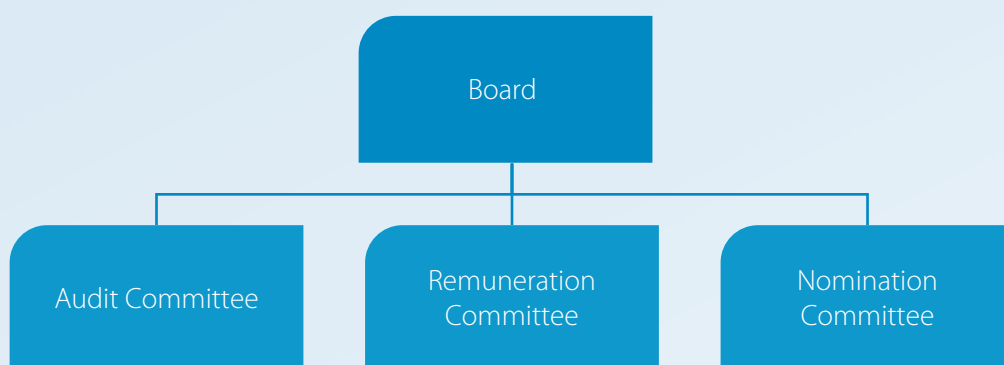 Board
Audit Committee
Remuneration
Committee
Nomination
Committee